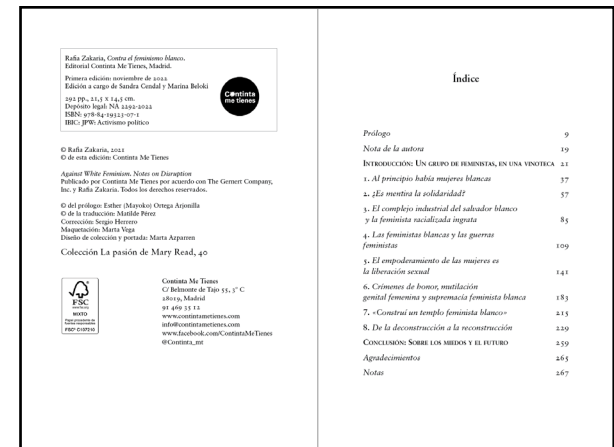 Rafia Zakaria, Contra el feminismo blanco.
Editorial Continta Me Tienes, Madrid.
Primera edición: noviembre de 2022
Edición a cargo de Sandra Cendal y Marina Beloki
292 pp., 21,5 x 14,5 cm.
Depósito legal: NA 2292-2022
ISBN: 978-84-19323-07-1
IBIC: JPW: Activismo político
Continta
me tienes
© Rafia Zakaria, 2021
© de esta edición: Continta Me Tienes
Against White Feminism. Notes on Disruption
Publicado por Continta Me Tienes por acuerdo con The Gernert Company,
Inc. y Rafia Zakaria. Todos los derechos reservados.
© del prólogo: Esther (Mayoko) Ortega Arjonilla
© de la traducción: Matilde Pérez
Corrección: Sergio Herrero
Maquetación: Marta Vega
Diseño de colección y portada: Marta Azparren
Colección La pasión de Mary Read, 40
FSC
MIXTO
Papel procedente de
fuentes responsables
FSC® C107210
Continta Me Tienes
C/ Belmonte de Tajo 55, 3º C
28019, Madrid
91 469 35 12
www.contintametienes.com
info@contintametienes.com
www.facebook.com/ContintaMeTienes
@Continta_mt
Índice
Prólogo 9
Nota de la autora 19
Introducción: Un grupo de feministas, en una vinoteca 21
1. Al principio había mujeres blancas 37
2. ¿Es mentira la solidaridad? 57
3. El complejo industrial del salvador blanco
y la feminista racializada ingrata 85
4. Las feministas blancas y las guerras
feministas 109
5. El empoderamiento de las mujeres es
la liberación sexual 141
6. Crímenes de honor, mutilación
genital femenina y supremacía feminista blanca 183
7. «Construí un templo feminista blanco» 215
8. De la deconstrucción a la reconstrucción 229
Conclusión: Sobre los miedos y el futuro 259
Agradecimientos 265
Notas 267